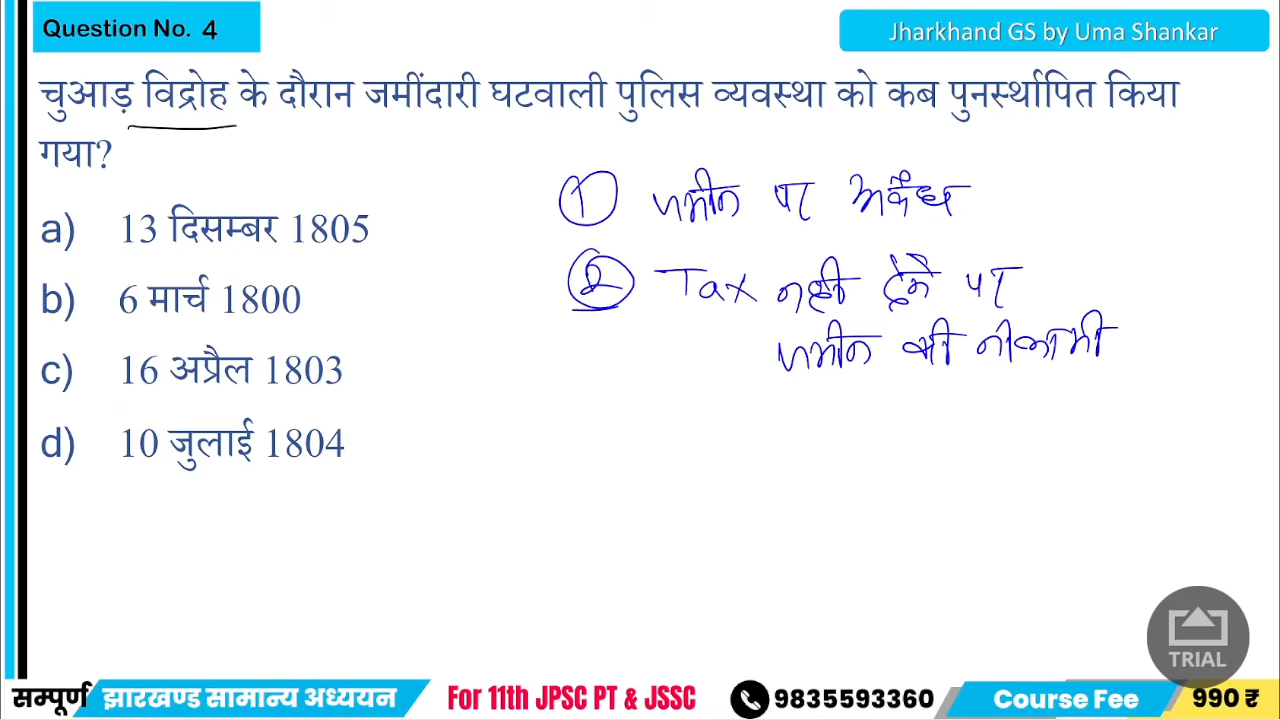 Question No. 4
Jharkhand GS by Uma Shankar
चुआड़ विद्रोह के दौरान जमींदारी घटवाली पुलिस व्यवस्था को कब पुनर्स्थापित किया
गया?
a) 13 दिसम्बर 1805
b) 6 मार्च 1800
c) 16 अप्रैल 1803
d) 10 जुलाई 1804
① जमीन पर अवैध
② Tax नहीं देने पर
जमीन की नीलामी
TRIAL
सम्पूर्ण झारखण्ड सामान्य अध्ययन For 11th JPSC PT & JSSC 9835593360 Course Fee 990 ₹